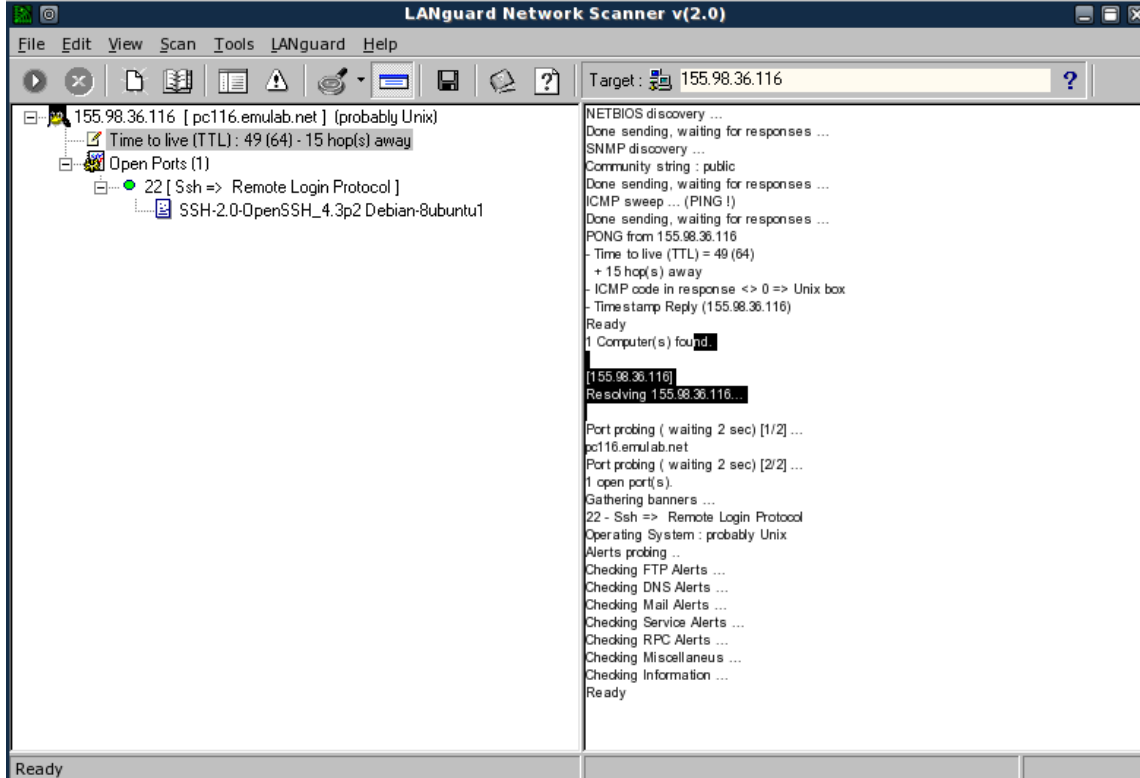 LANguard Network Scanner v(2.0)
File Edit View Scan Tools LANguard Help
Target : 155.98.36.116 ?
155.98.36.116 [ pc116.emulab.net ] (probably Unix)
Time to live (TTL) : 49 (64) - 15 hop(s) away
Open Ports (1)
22 [ Ssh => Remote Login Protocol ]
SSH-2.0-OpenSSH_4.3p2 Debian-8ubuntu1
NETBIOS discovery ...
Done sending, waiting for responses ...
SNMP discovery ...
Community string : public
Done sending, waiting for responses ...
ICMP sweep ... (PING !)
Done sending, waiting for responses ...
PONG from 155.98.36.116
- Time to live (TTL) = 49 (64)
+ 15 hop(s) away
- ICMP code in response <> 0 => Unix box
- Timestamp Reply (155.98.36.116)
Ready
1 Computer(s) found.
[155.98.36.116]
Resolving 155.98.36.116...
Port probing ( waiting 2 sec) [1/2] ...
pc116.emulab.net
Port probing ( waiting 2 sec) [2/2] ...
1 open port(s).
Gathering banners ...
22 - Ssh => Remote Login Protocol
Operating System : probably Unix
Alerts probing ..
Checking FTP Alerts ...
Checking DNS Alerts ...
Checking Mail Alerts ...
Checking Service Alerts ...
Checking RPC Alerts ...
Checking Miscellaneus ...
Checking Information ...
Ready
Ready